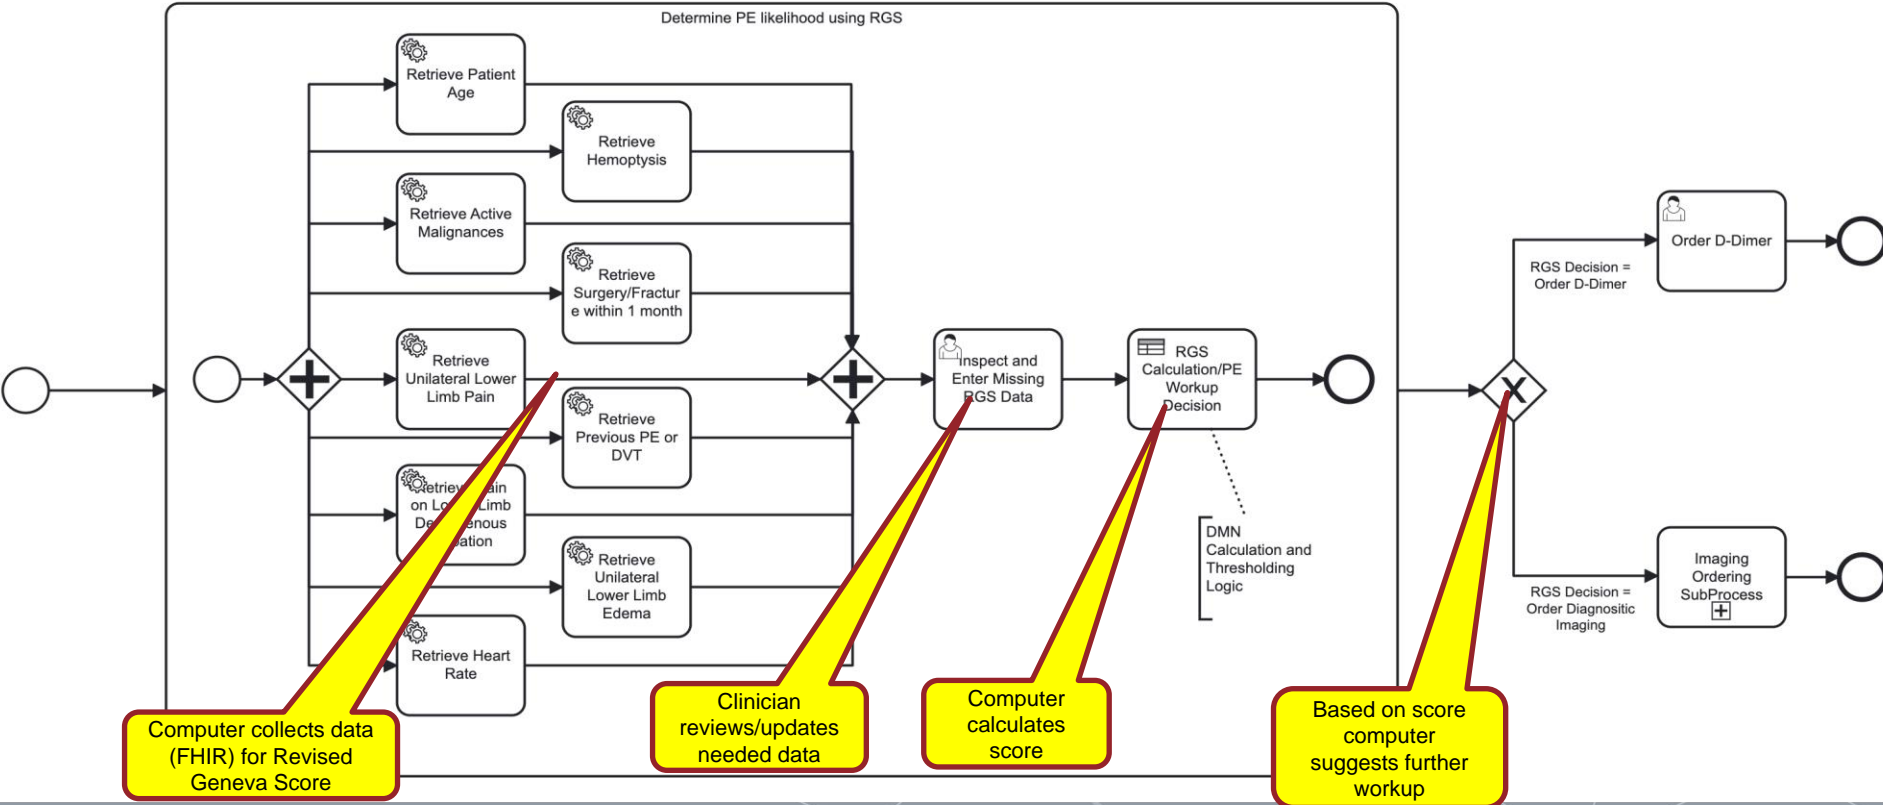 Determine PE likelihood using RGS
Retrieve Patient
Age
Retrieve
Hemoptysis
Retrieve Active
Malignances
Retrieve
Surgery/Fractur
e within 1 month
Retrieve
Unilateral Lower
Limb Pain
Retrieve
Previous PE or
DVT
on Limb
Retrieve
Unilateral
Lower Limb
Edema
Retrieve Heart
Rate
Inspect and
Enter Missing
RGS Data
RGS
Calculation/PE
Workup
Decision
DMN
Calculation and
Thresholding
Logic
X
RGS Decision =
Order D-Dimer
Order D-Dimer
RGS Decision =
Order Diagnositic
Imaging
Imaging
Ordering
SubProcess
Computer collects data
(FHIR) for Revised
Geneva Score
Clinician
reviews/updates
needed data
Computer
calculates
score
Based on score
computer
suggests further
workup